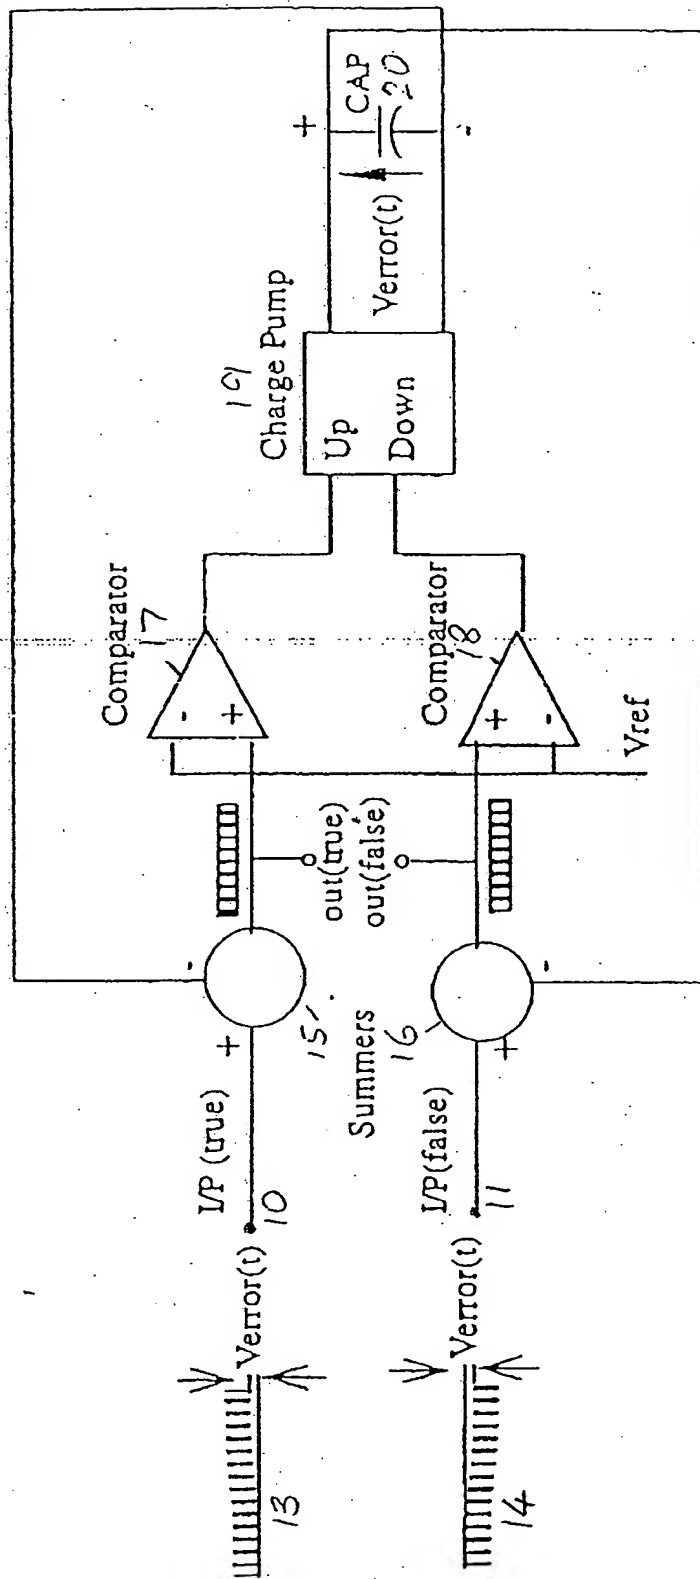 13
Verror(t)
I/P (true)
10
+
-
15
out(true)
Comparator
17
-
+
Charge Pump
19
Up
Down
+
CAP
20
Verror(t)
-
14
Verror(t)
I/P(false)
11
Summers
16
+
-
out(false)
Comparator
18
+
-
Vref